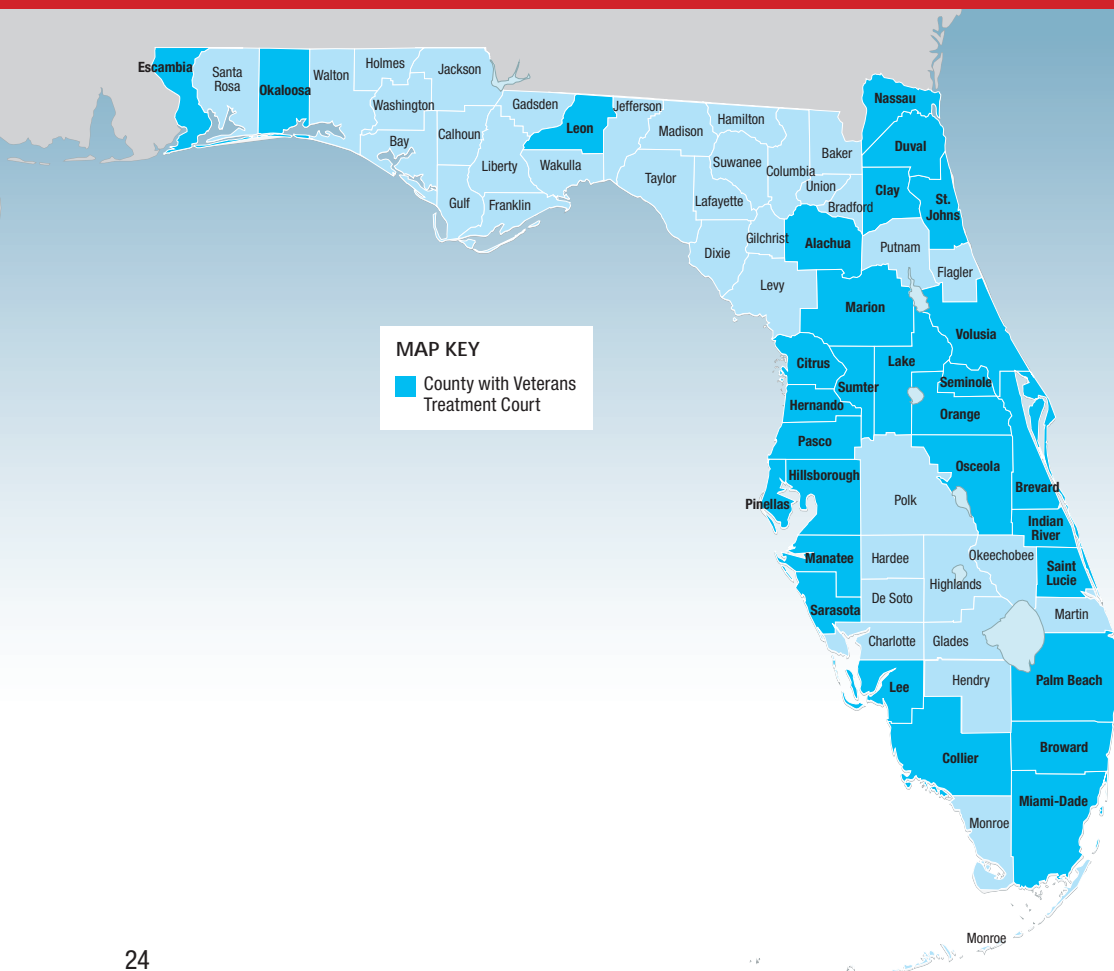 Escambia
Santa
Rosa
Okaloosa
Walton
Holmes
Jackson
Washington
Bay
Calhoun
Gadsden
Liberty
Gulf
Franklin
Leon
Wakulla
Jefferson
Madison
Taylor
Hamilton
Suwanee
Lafayette
Dixie
Columbia
Gilchrist
Levy
Baker
Union
Bradford
Alachua
Nassau
Duval
Clay
St.
Johns
Putnam
Flagler
Marion
Volusia
MAP KEY
County with Veterans
Treatment Court
Citrus
Sumter
Lake
Seminole
Hernando
Orange
Pasco
Osceola
Hillsborough
Pinellas
Polk
Brevard
Indian
River
Manatee
Hardee
Okeechobee
Highlands
Saint
Lucie
De Soto
Sarasota
Martin
Charlotte
Glades
Lee
Hendry
Palm Beach
Collier
Broward
Miami-Dade
Monroe
Monroe
24